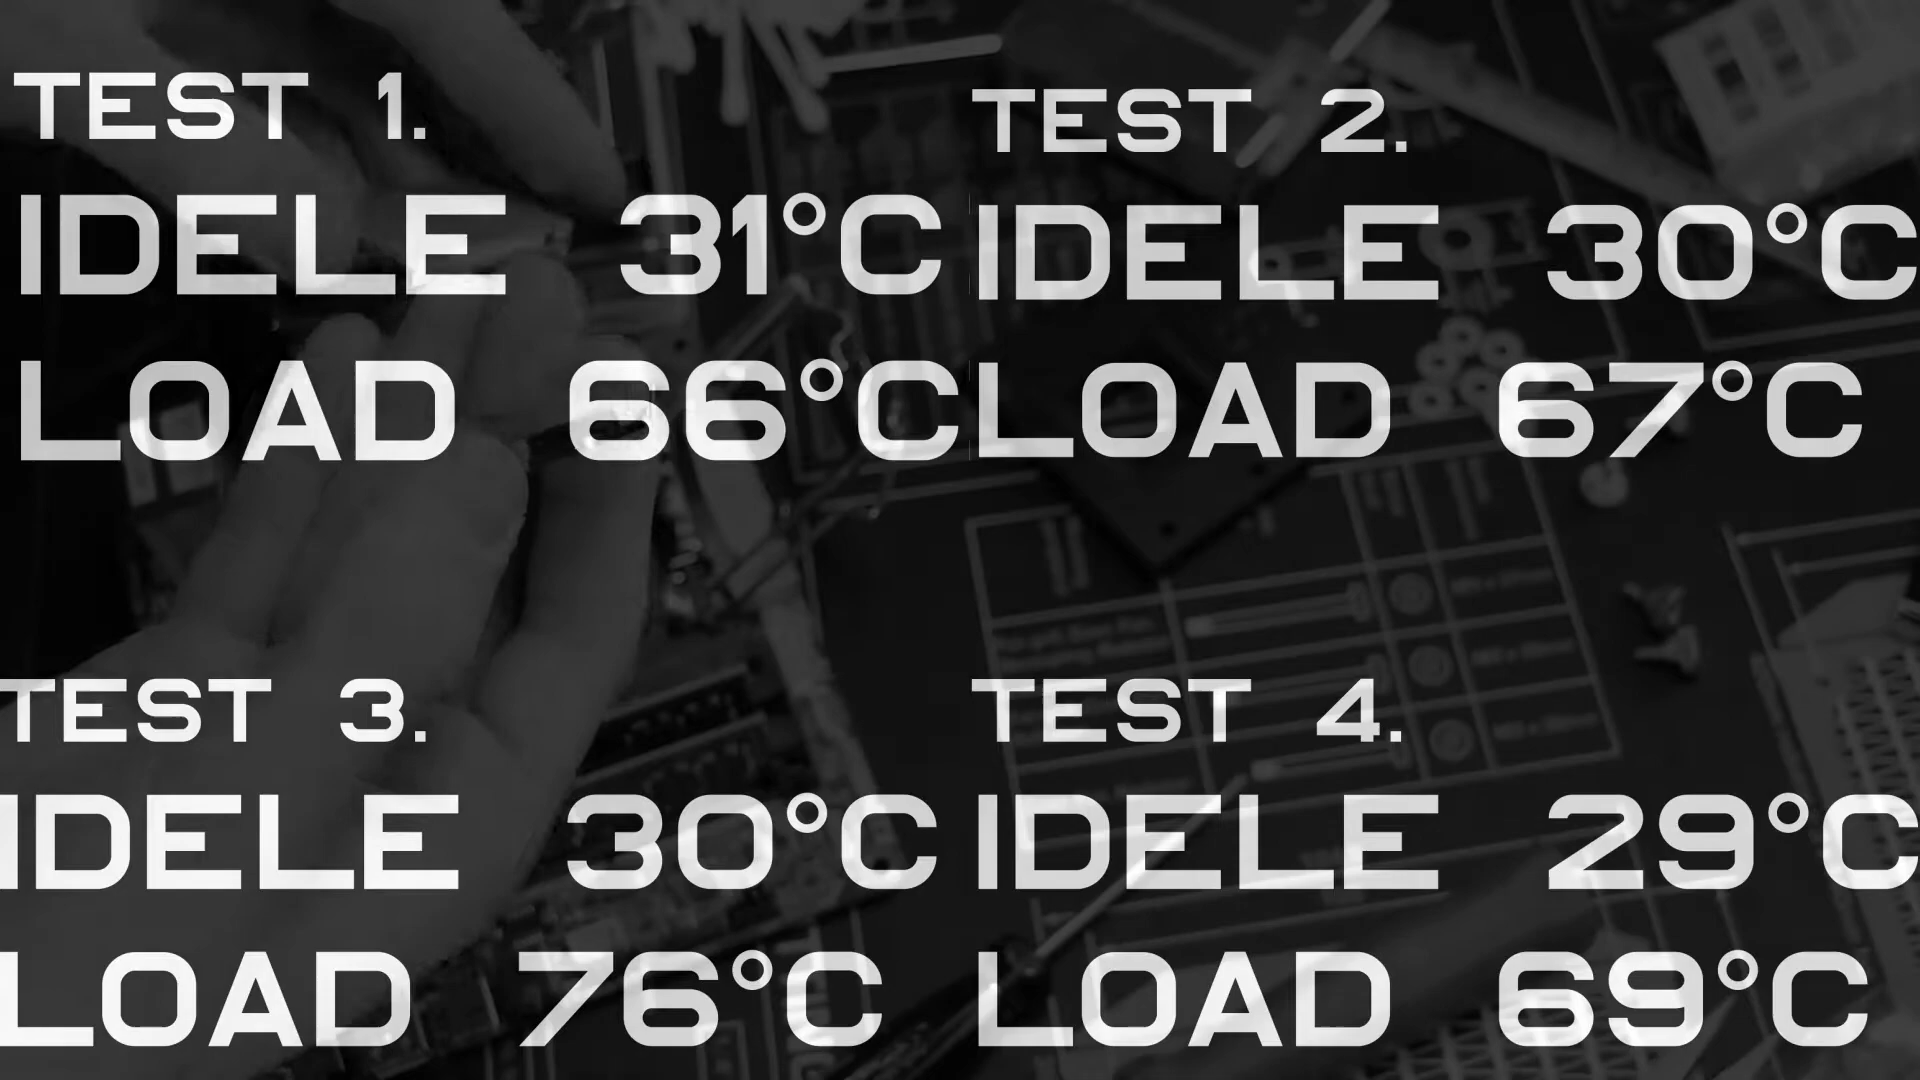 TEST 1.
IDELE 31°C
LOAD 66°C
TEST 2.
IDELE 30°C
LOAD 67°C
TEST 3.
IDELE 30°C
LOAD 76°C
TEST 4.
IDELE 29°C
LOAD 69°C